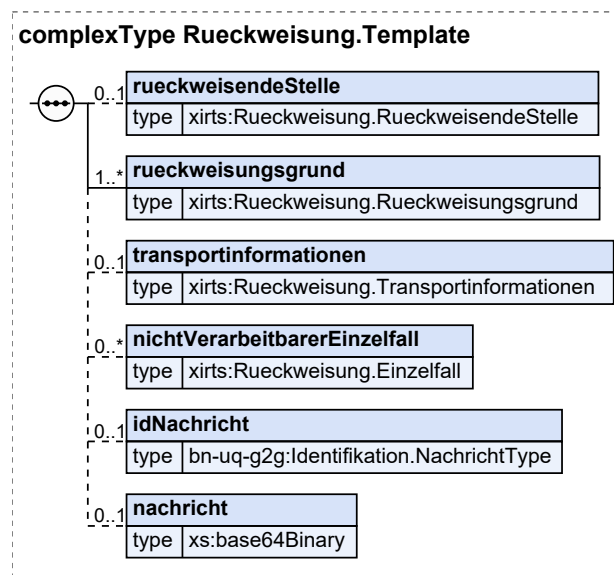 complexType Rueckweisung.Template
0..1 rueckweisendeStelle
type xirts:Rueckweisung.RueckweisendeStelle
1..* rueckweisungsgrund
type xirts:Rueckweisung.Rueckweisungsgrund
0..1 transportinformationen
type xirts:Rueckweisung.Transportinformationen
0..* nichtVerarbeitbarerEinzelfall
type xirts:Rueckweisung.Einzelfall
0..1 idNachricht
type bn-uq-g2g:Identifikation.NachrichtType
0..1 nachricht
type xs:base64Binary